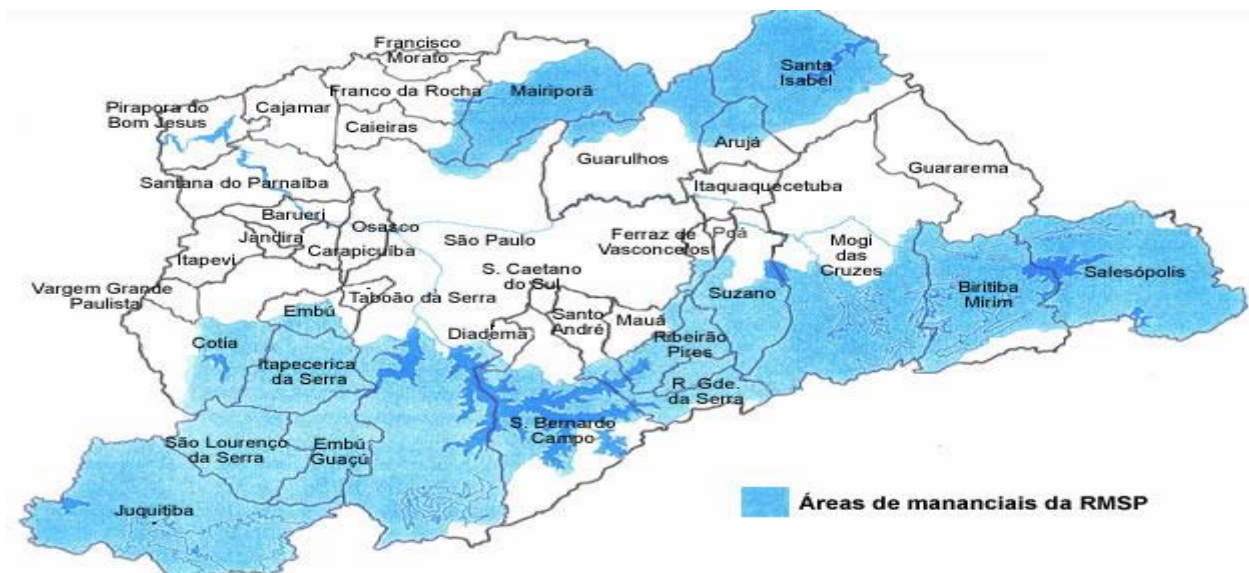 Francisco
Morato
Santa
Isabel
Franco da Rocha
Mairiporã
Pirapora do
Bom Jesus
Cajamar
Caieiras
Arujá
Guarulhos
Guararema
Santana do Parnaíba
Itaquaquecetuba
Barueri
Osasco
Jandira
Carapicuíba
São Paulo
Ferraz de
Vasconcelos
Poá
Mogi
das
Cruzes
Itapevi
S. Caetano
do Sul
Biritiba
Mirim
Salesópolis
Vargem Grande
Paulista
Taboão da Serra
Suzano
Embú
Diadema
Santo
André
Mauá
Cotia
Ribeirão
Pires
Itapecerica
da Serra
R. Gde.
da Serra
S. Bernardo
Campo
São Lourenço
da Serra
Embú
Guaçú
Juquitiba
Áreas de mananciais da RMSP